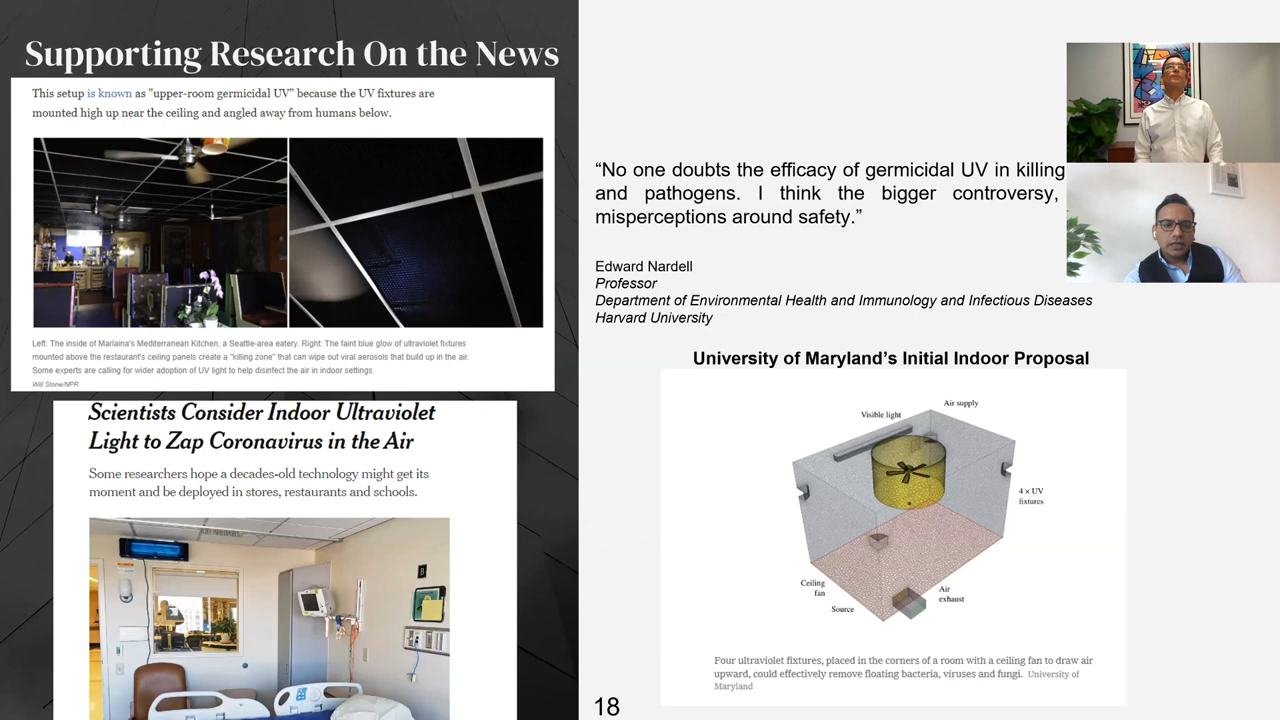 Supporting Research On the News
This setup is known as "upper-room germicidal UV" because the UV fixtures are
mounted high up near the ceiling and angled away from humans below.
Left: The inside of Marlaina's Mediterranean Kitchen, a Seattle-area eatery. Right: The faint blue glow of ultraviolet fixtures
mounted above the restaurant's ceiling panels create a "killing zone" that can wipe out viral aerosols that build up in the air.
Some experts are calling for wider adoption of UV light to help disinfect the air in indoor settings.
Will Stone/NPR
Scientists Consider Indoor Ultraviolet
Light to Zap Coronavirus in the Air
Some researchers hope a decades-old technology might get its
moment and be deployed in stores, restaurants and schools.
“No one doubts the efficacy of germicidal UV in killing
and pathogens. I think the bigger controversy,
misperceptions around safety.”
Edward Nardell
Professor
Department of Environmental Health and Immunology and Infectious Diseases
Harvard University
University of Maryland’s Initial Indoor Proposal
Air supply
Visible light
4 × UV
fixtures
Ceiling
fan
Air
exhaust
Source
Four ultraviolet fixtures, placed in the corners of a room with a ceiling fan to draw air
upward, could effectively remove floating bacteria, viruses and fungi. University of
Maryland
18